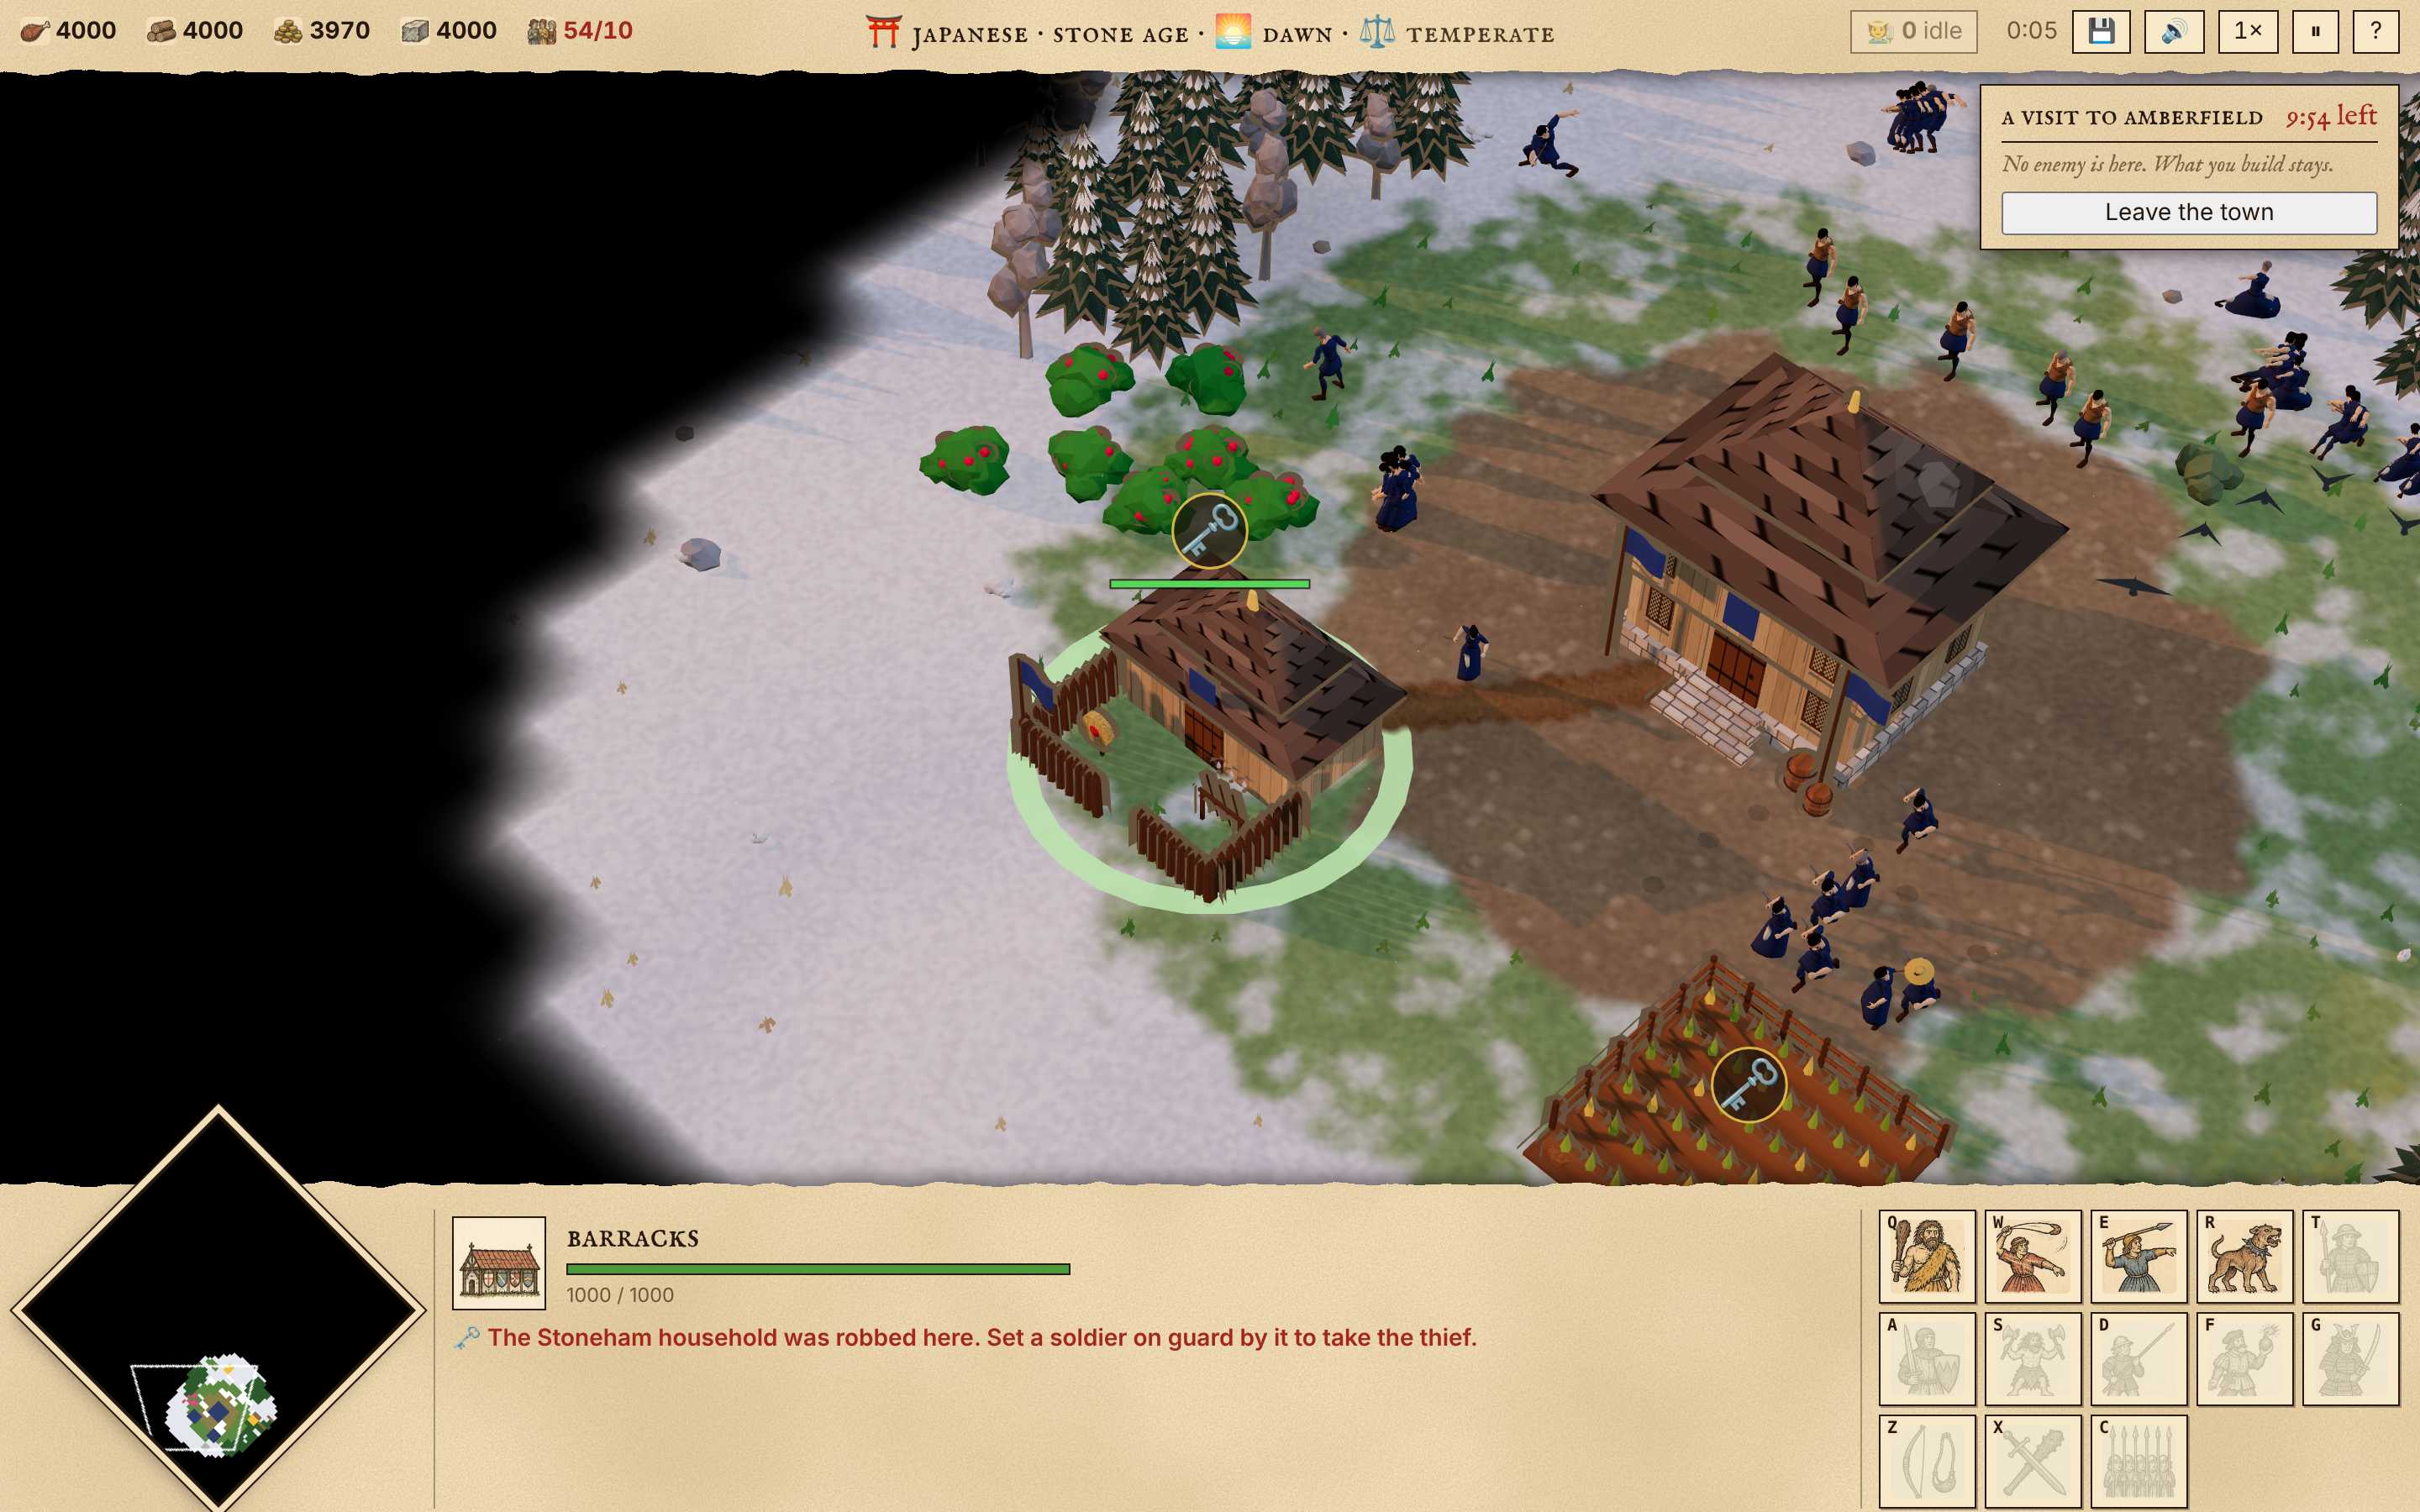 4000 4000 3970 4000 54/10
JAPANESE · STONE AGE · DAWN · TEMPERATE
0 idle 0:05 1× ?
A VISIT TO AMBERFIELD 9:54 left
No enemy is here. What you build stays.
Leave the town
BARRACKS
1000 / 1000
The Stoneham household was robbed here. Set a soldier on guard by it to take the thief.
Q W E R T
A S D F G
Z X C